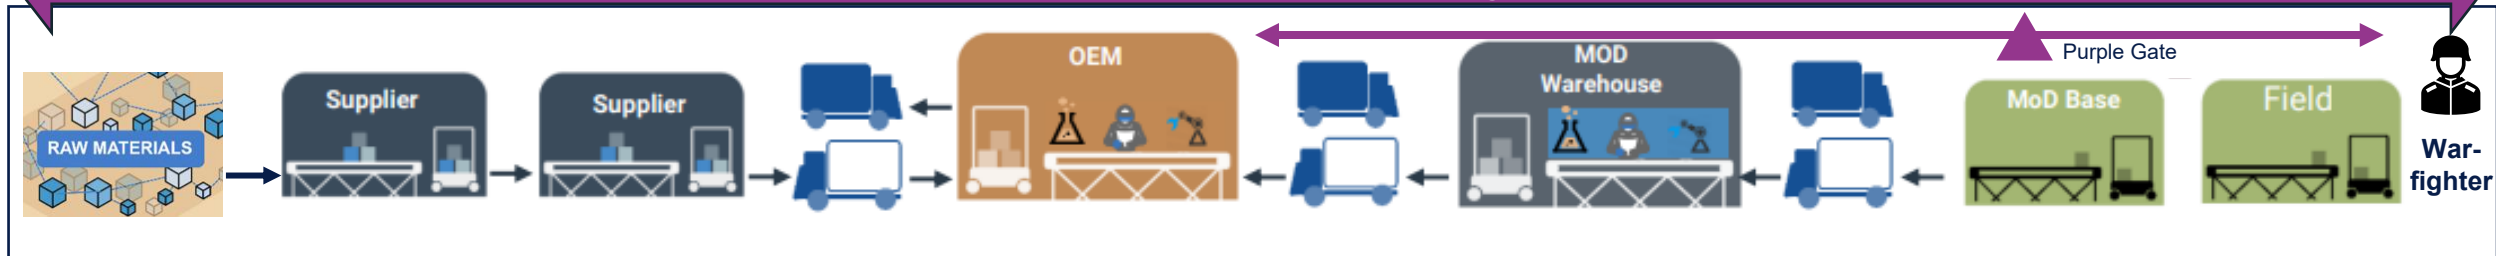 RAW MATERIALS
Supplier
Supplier
OEM
MOD
Warehouse
Purple Gate
MoD Base
Field
War-
fighter